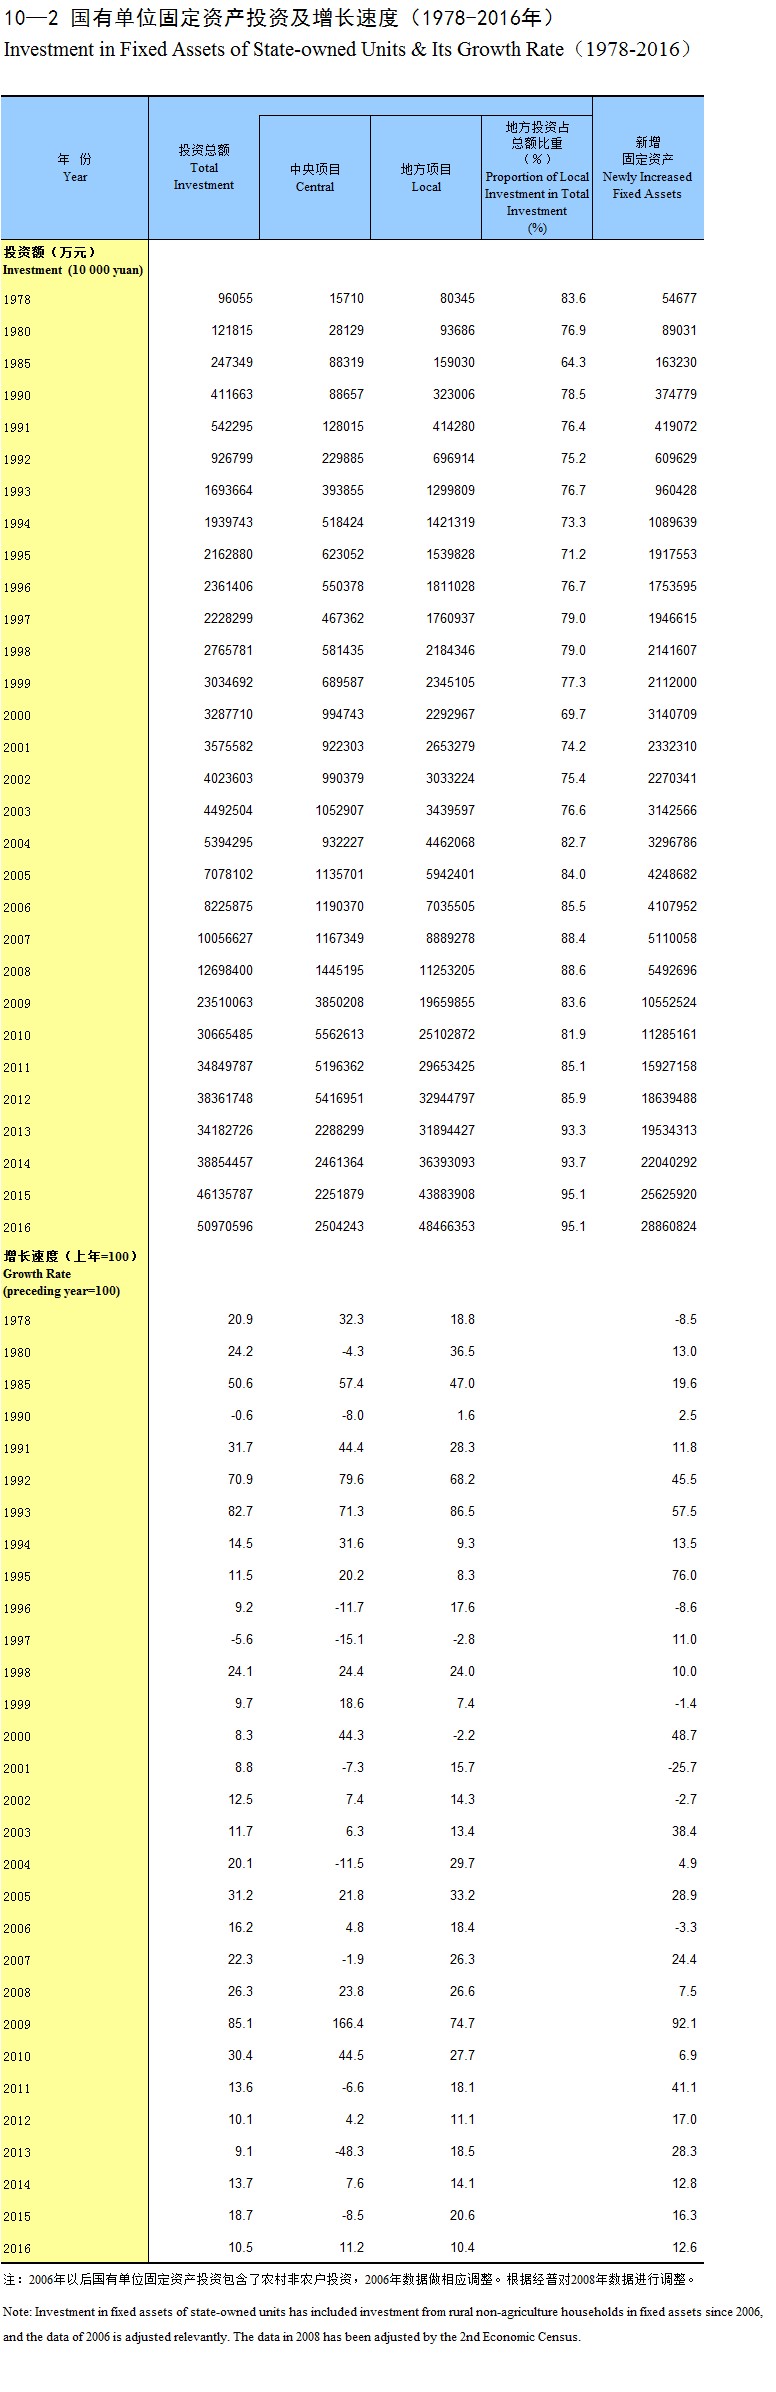 10—2 国有单位固定资产投资及增长速度（1978-2016年）
Investment in Fixed Assets of State-owned Units & Its Growth Rate（1978-2016）
年 份
Year
投资总额
Total
Investment
中央项目
Central
地方项目
Local
地方投资占
总额比重
（%）
Proportion of Local
Investment in Total
Investment
(%)
新增
固定资产
Newly Increased
Fixed Assets
投资额（万元）
Investment (10 000 yuan)
1978 96055 15710 80345 83.6 54677
1980 121815 28129 93686 76.9 89031
1985 247349 88319 159030 64.3 163230
1990 411663 88657 323006 78.5 374779
1991 542295 128015 414280 76.4 419072
1992 926799 229885 696914 75.2 609629
1993 1693664 393855 1299809 76.7 960428
1994 1939743 518424 1421319 73.3 1089639
1995 2162880 623052 1539828 71.2 1917553
1996 2361406 550378 1811028 76.7 1753595
1997 2228299 467362 1760937 79.0 1946615
1998 2765781 581435 2184346 79.0 2141607
1999 3034692 689587 2345105 77.3 2112000
2000 3287710 994743 2292967 69.7 3140709
2001 3575582 922303 2653279 74.2 2332310
2002 4023603 990379 3033224 75.4 2270341
2003 4492504 1052907 3439597 76.6 3142566
2004 5394295 932227 4462068 82.7 3296786
2005 7078102 1135701 5942401 84.0 4248682
2006 8225875 1190370 7035505 85.5 4107952
2007 10056627 1167349 8889278 88.4 5110058
2008 12698400 1445195 11253205 88.6 5492696
2009 23510063 3850208 19659855 83.6 10552524
2010 30665485 5562613 25102872 81.9 11285161
2011 34849787 5196362 29653425 85.1 15927158
2012 38361748 5416951 32944797 85.9 18639488
2013 34182726 2288299 31894427 93.3 19534313
2014 38854457 2461364 36393093 93.7 22040292
2015 46135787 2251879 43883908 95.1 25625920
2016 50970596 2504243 48466353 95.1 28860824
增长速度（上年=100）
Growth Rate
(preceding year=100)
1978 20.9 32.3 18.8 -8.5
1980 24.2 -4.3 36.5 13.0
1985 50.6 57.4 47.0 19.6
1990 -0.6 -8.0 1.6 2.5
1991 31.7 44.4 28.3 11.8
1992 70.9 79.6 68.2 45.5
1993 82.7 71.3 86.5 57.5
1994 14.5 31.6 9.3 13.5
1995 11.5 20.2 8.3 76.0
1996 9.2 -11.7 17.6 -8.6
1997 -5.6 -15.1 -2.8 11.0
1998 24.1 24.4 24.0 10.0
1999 9.7 18.6 7.4 -1.4
2000 8.3 44.3 -2.2 48.7
2001 8.8 -7.3 15.7 -25.7
2002 12.5 7.4 14.3 -2.7
2003 11.7 6.3 13.4 38.4
2004 20.1 -11.5 29.7 4.9
2005 31.2 21.8 33.2 28.9
2006 16.2 4.8 18.4 -3.3
2007 22.3 -1.9 26.3 24.4
2008 26.3 23.8 26.6 7.5
2009 85.1 166.4 74.7 92.1
2010 30.4 44.5 27.7 6.9
2011 13.6 -6.6 18.1 41.1
2012 10.1 4.2 11.1 17.0
2013 9.1 -48.3 18.5 28.3
2014 13.7 7.6 14.1 12.8
2015 18.7 -8.5 20.6 16.3
2016 10.5 11.2 10.4 12.6
注：2006年以后国有单位固定资产投资包含了农村非农户投资，2006年数据做相应调整。根据经普对2008年数据进行调整。
Note: Investment in fixed assets of state-owned units has included investment from rural non-agriculture households in fixed assets since 2006,
and the data of 2006 is adjusted relevantly. The data in 2008 has been adjusted by the 2nd Economic Census.